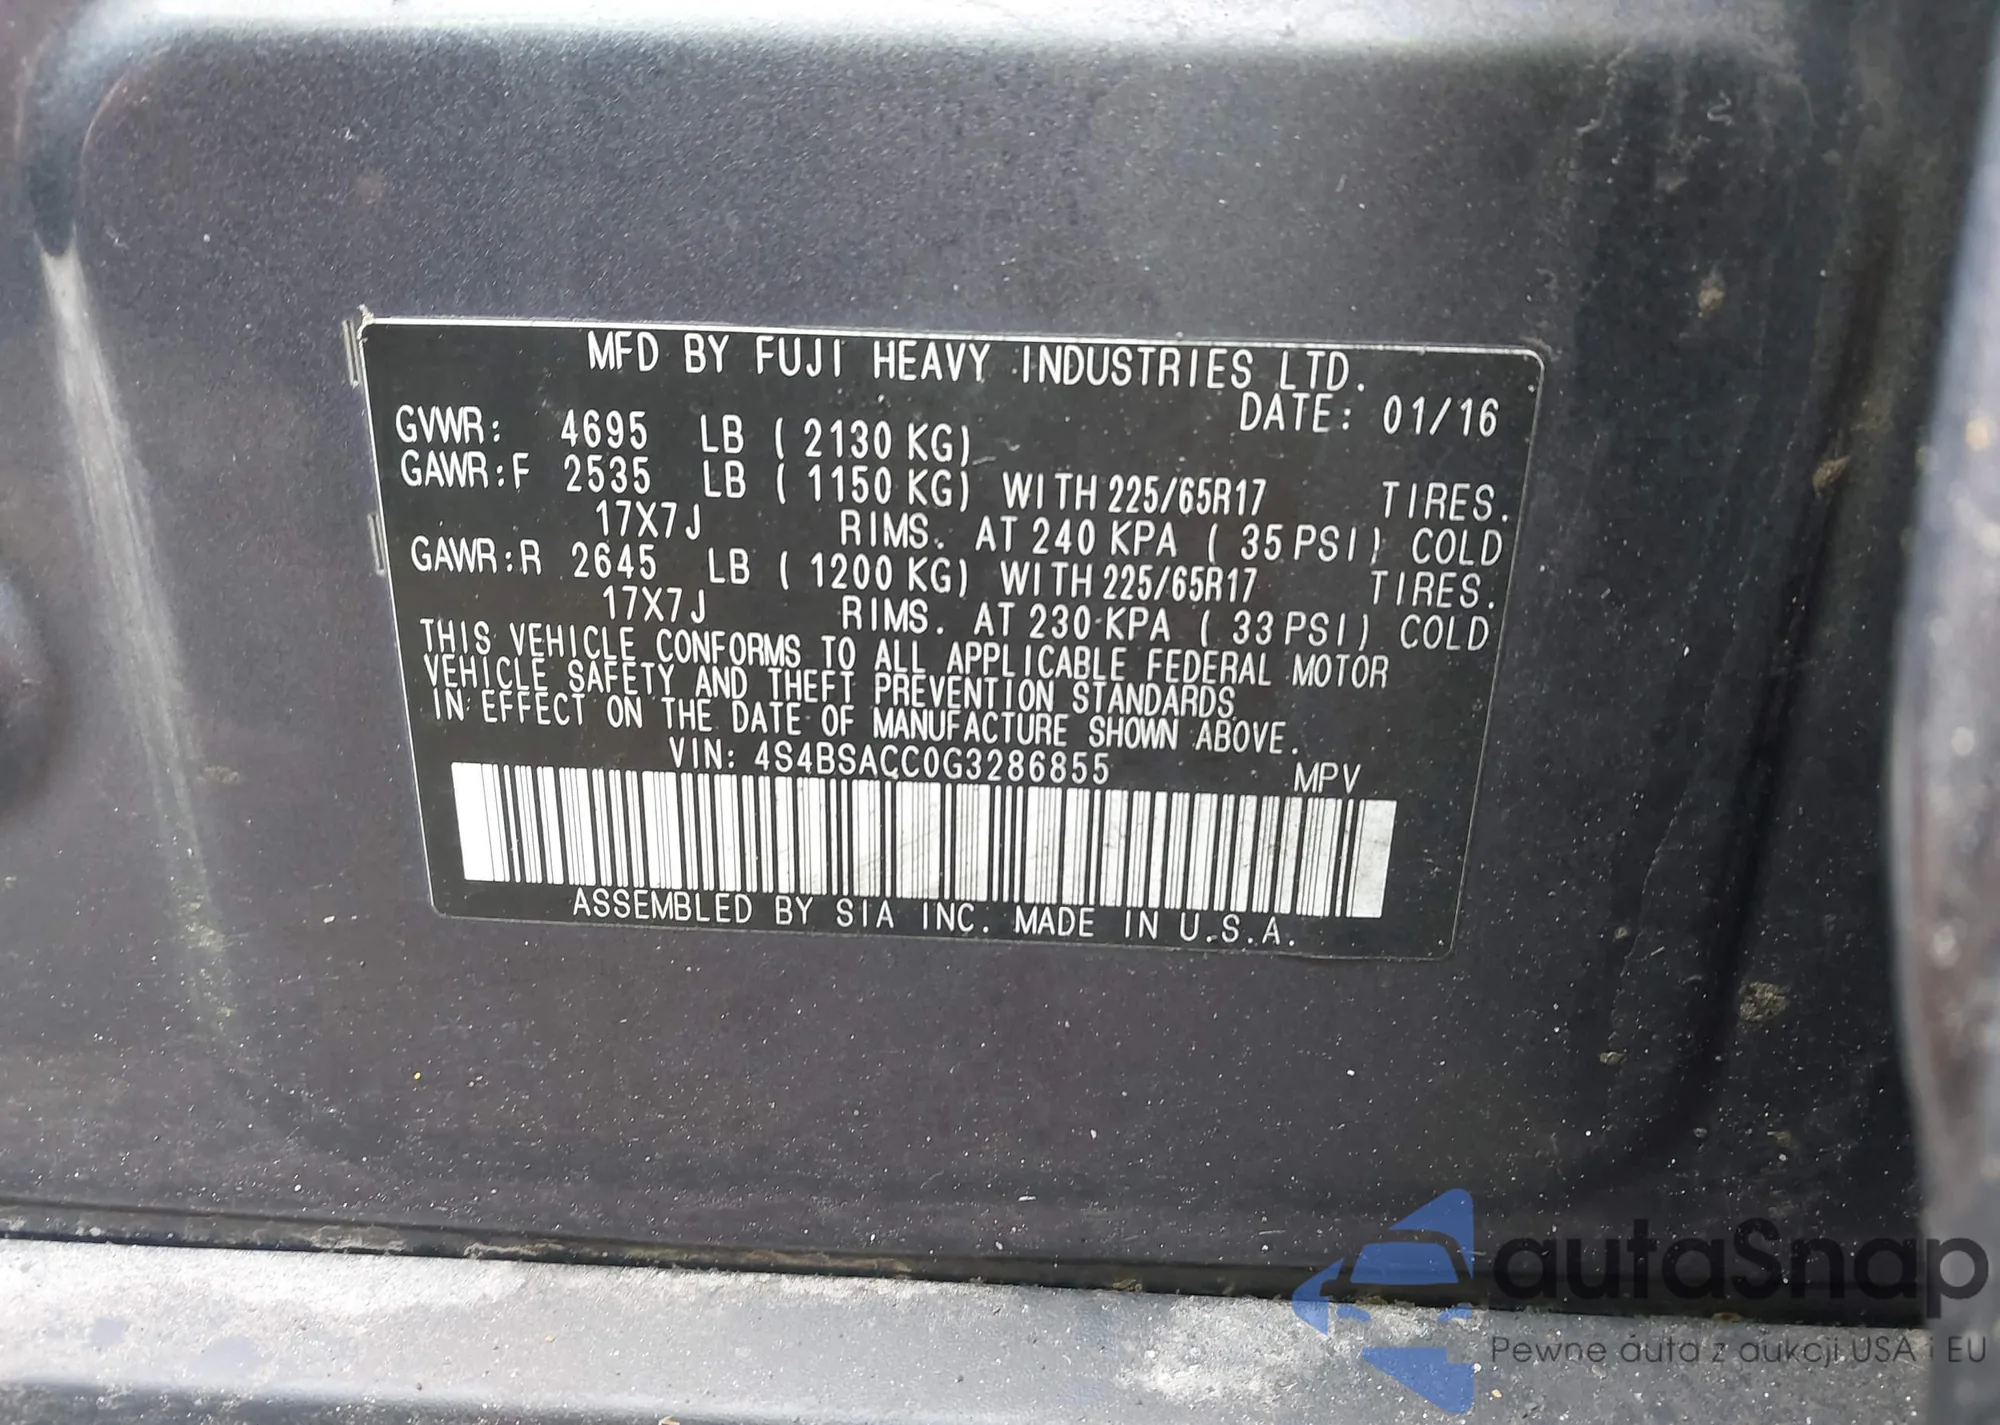 MFD BY FUJI HEAVY INDUSTRIES LTD.
DATE: 01/16
GVWR: 4695 LB ( 2130 KG)
GAWR:F 2535 LB ( 1150 KG) WITH 225/65R17 TIRES.
17X7J RIMS. AT 240 KPA ( 35 PSI) COLD
GAWR:R 2645 LB ( 1200 KG) WITH 225/65R17 TIRES.
17X7J RIMS. AT 230 KPA ( 33 PSI) COLD
THIS VEHICLE CONFORMS TO ALL APPLICABLE FEDERAL MOTOR
VEHICLE SAFETY AND THEFT PREVENTION STANDARDS
IN EFFECT ON THE DATE OF MANUFACTURE SHOWN ABOVE.
VIN: 4S4BSACC0G3286855 MPV
ASSEMBLED BY SIA INC. MADE IN U.S.A.
autaSnap
Pewne auta z aukcji USA i EU